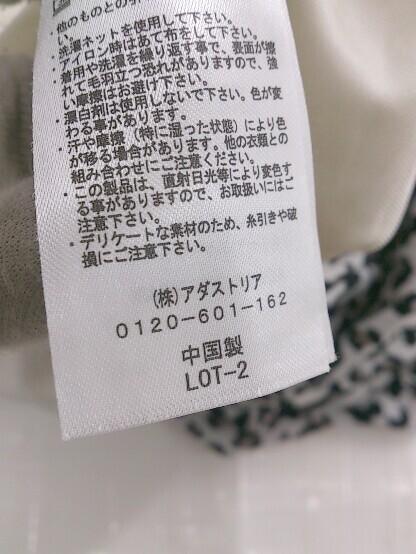 ・他のものとの引
・洗濯ネットを使用して下さい。
・アイロン時はあて布をして下さい。
・着用や洗濯を繰り返す事で、表面が擦
れて毛羽立つ恐れがありますので、強
い摩擦はお避け下さい。
・漂白剤は使用しないで下さい。色が変
わる事があります。
・汗や摩擦（特に湿った状態）により色
が移る場合があります。他の衣類との
組み合わせにご注意ください。
・この製品は、直射日光等により変色す
る事がありますので、お取扱いにはご
注意下さい。
・デリケートな素材のため、糸引きや破
損にご注意下さい。
(株)アダストリア
0120-601-162
中国製
LOT-2